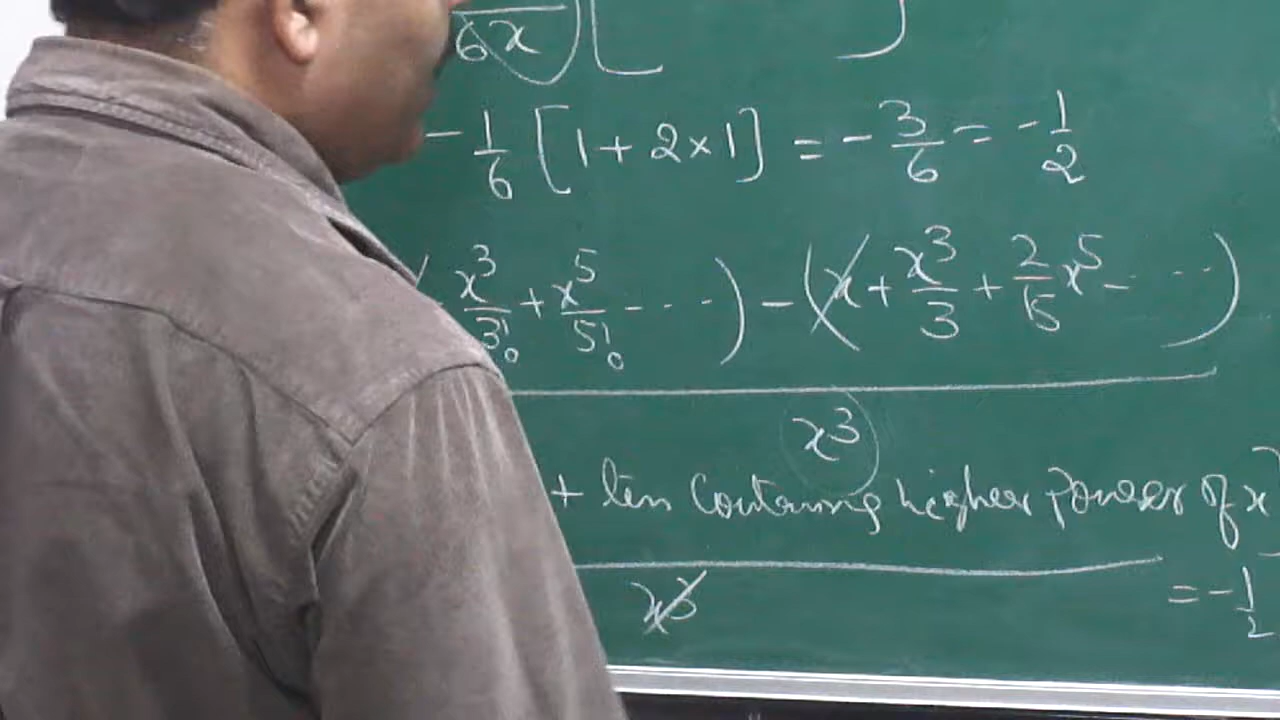 6x
- 1/6 [1 + 2×1] = - 3/6 = - 1/2
x³/3! + x⁵/5! - ...) - (x + x³/3 + 2/15 x⁵ - ...)
x³
+ term containing higher power of x
x³
= - 1/2